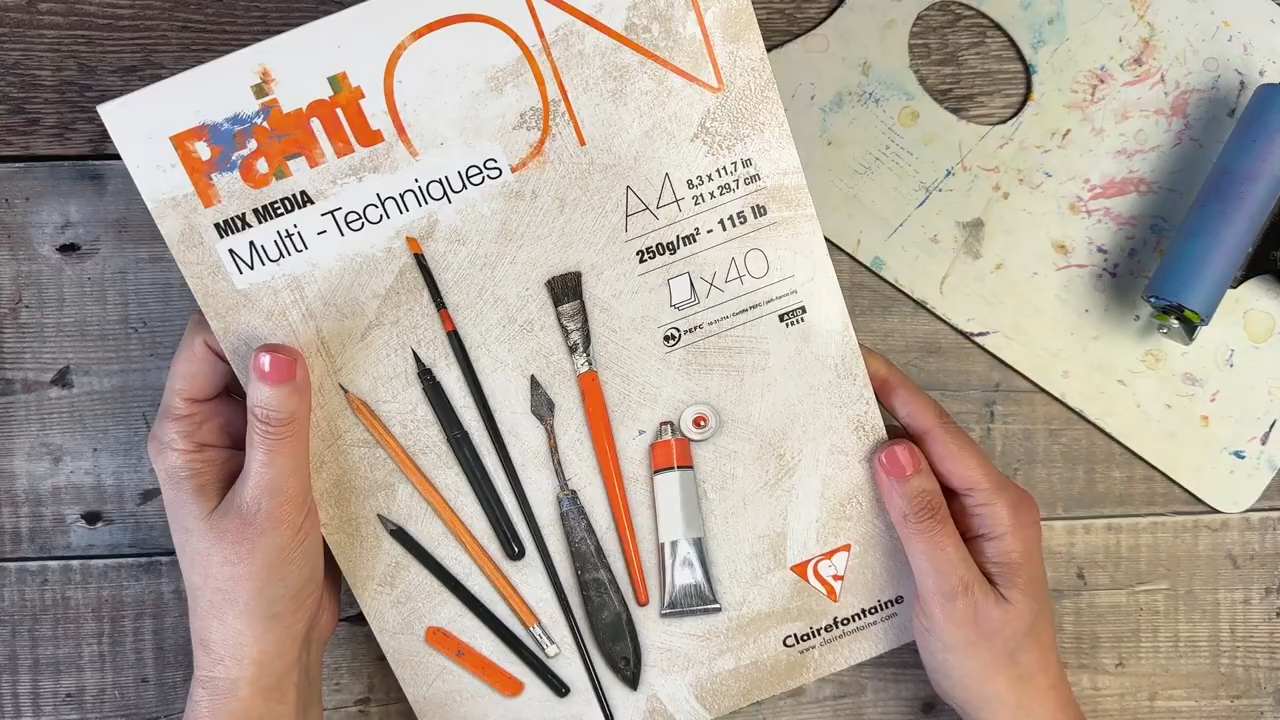 Paint ON
MIX MEDIA
Multi -Techniques
A4
8,3 x 11,7 in
21 x 29,7 cm
250g/m² - 115 lb
x40
PEFC
ACID
FREE
Clairefontaine
www.clairefontaine.com